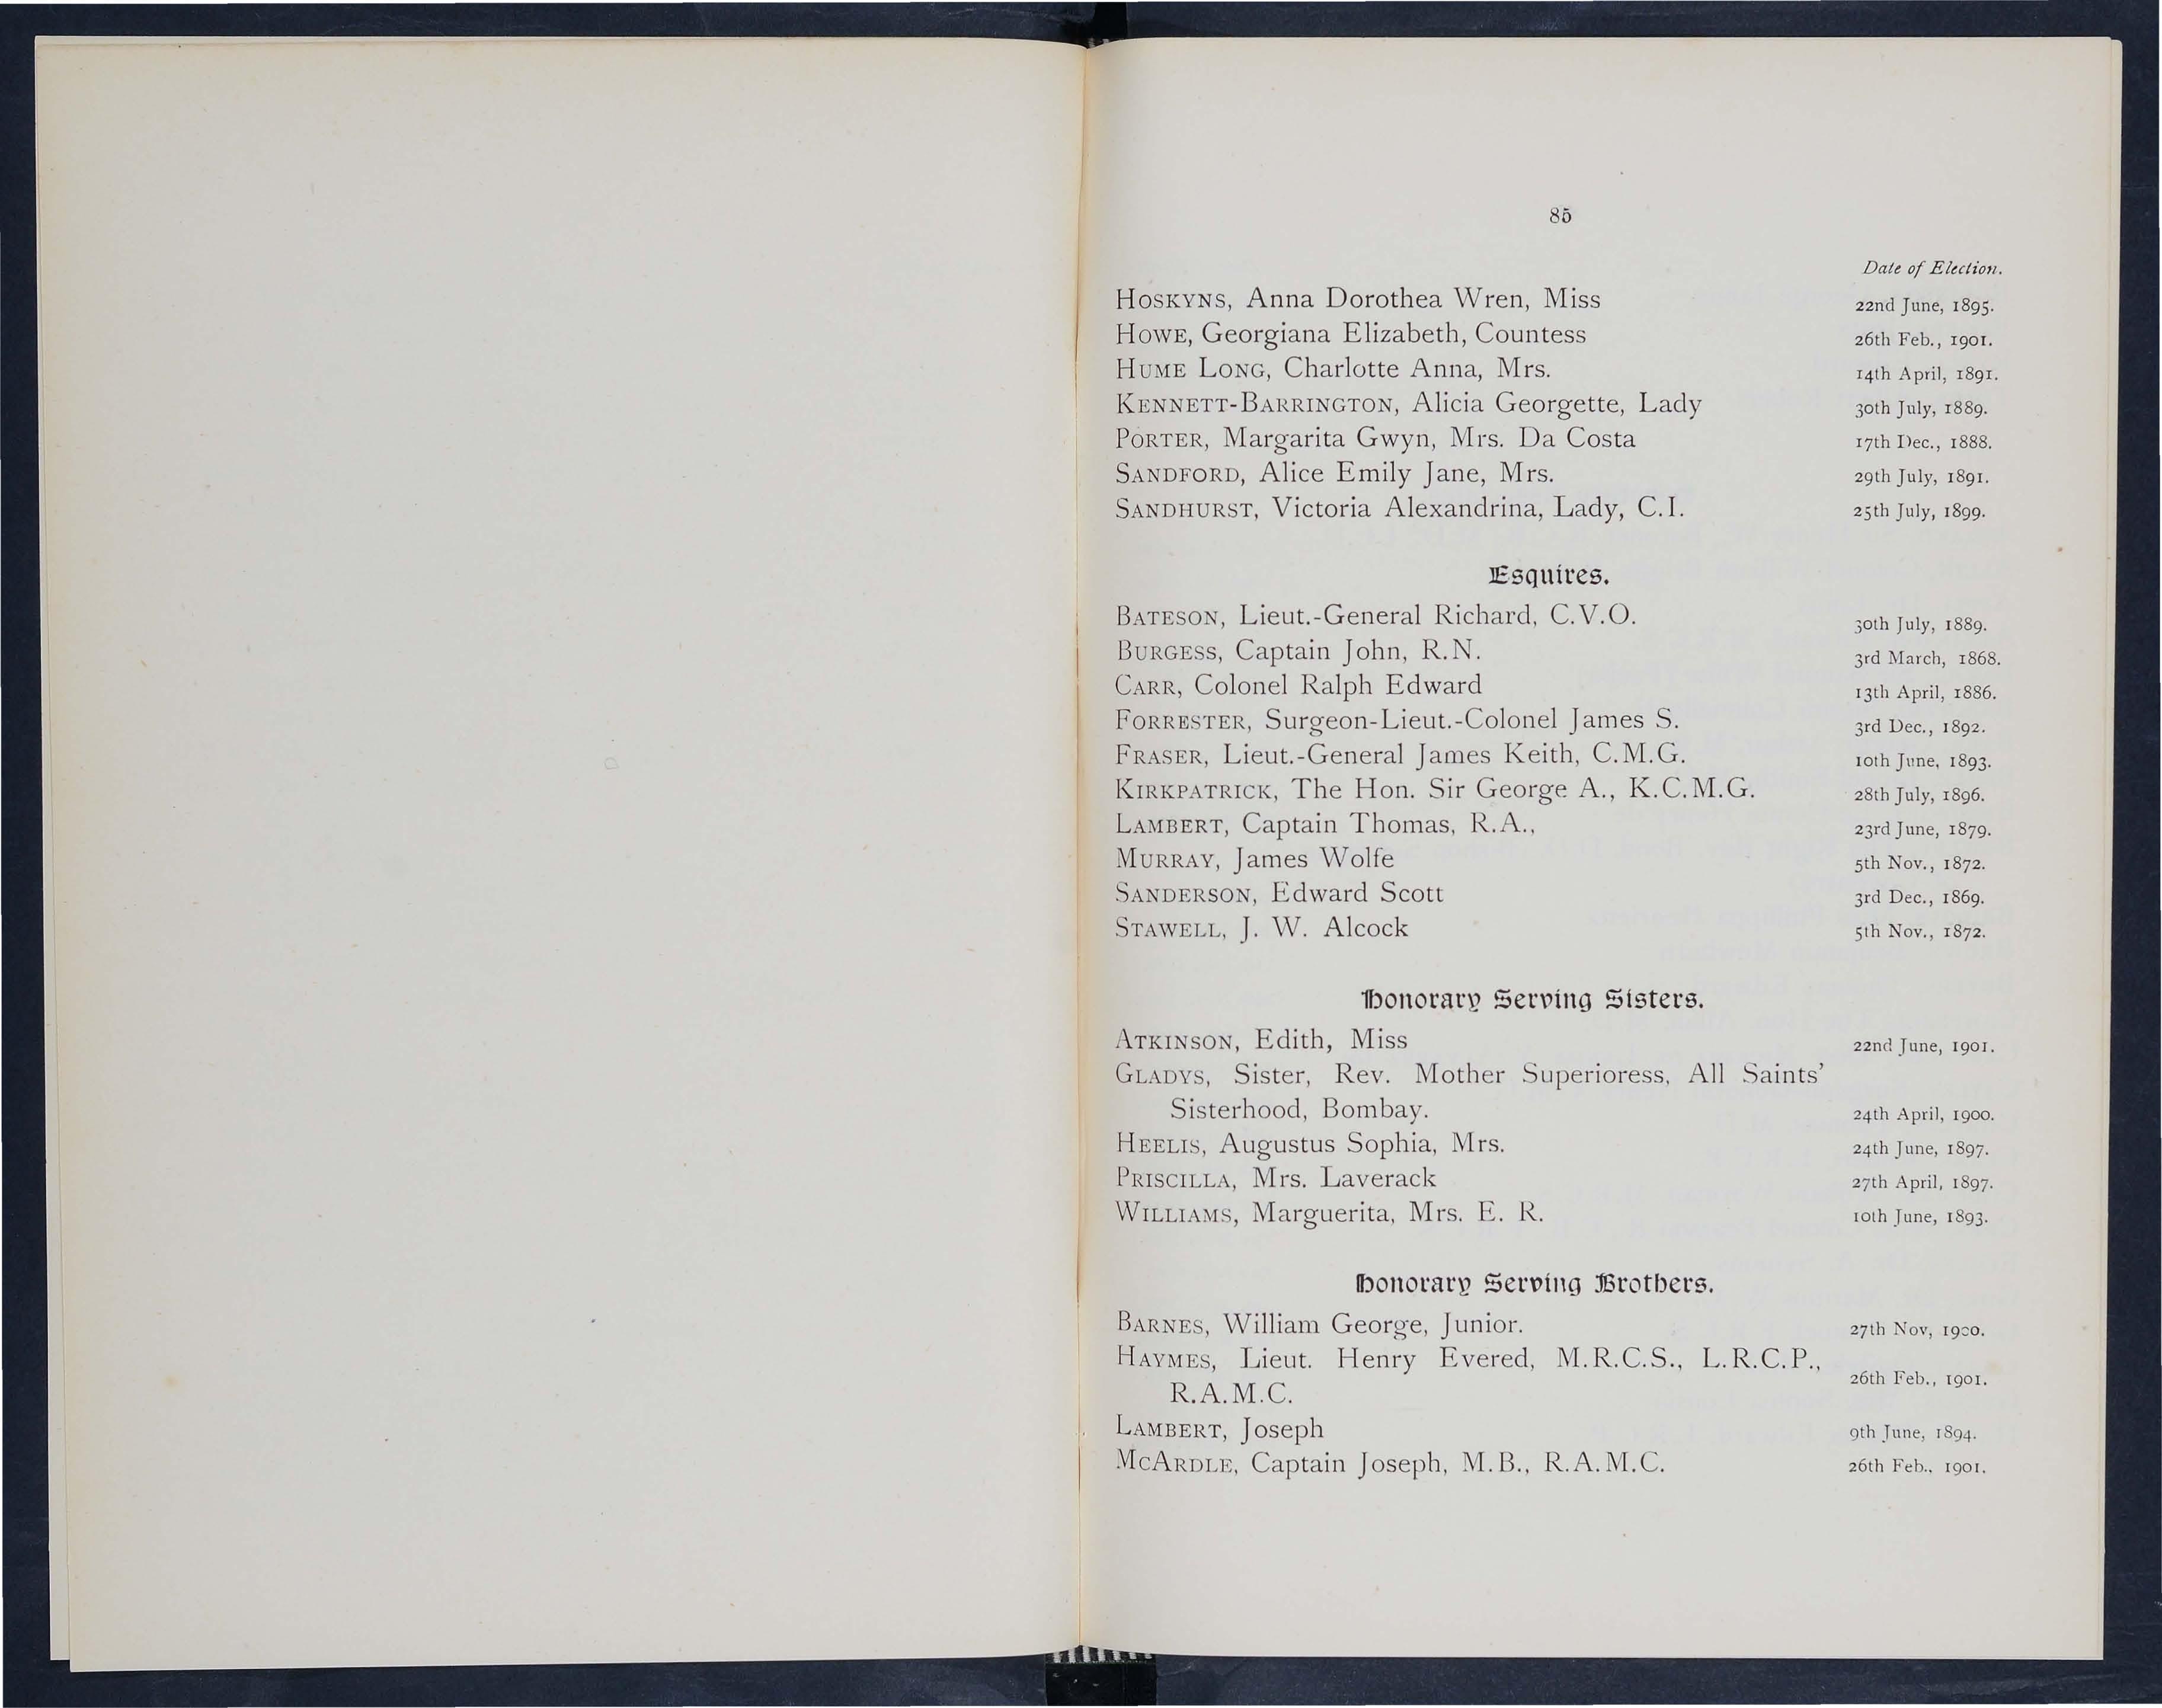 85
Date of Election.
HOSKYNS, Anna Dorothea Wren, Miss 22nd June, 1895.
HOWE, Georgiana Elizabeth, Countess 26th Feb., 1901.
HUME LONG, Charlotte Anna, Mrs. 14th April, 1891.
KENNETT-BARRINGTON, Alicia Georgette, Lady 30th July, 1889.
PORTER, Margarita Gwyn, Mrs. Da Costa 17th Dec., 1888.
SANDFORD, Alice Emily Jane, Mrs. 29th July, 1891.
SANDHURST, Victoria Alexandrina, Lady, C.I. 25th July, 1899.
Esquires.
BATESON, Lieut.-General Richard, C.V.O. 30th July, 1889.
BURGESS, Captain John, R.N. 3rd March, 1868.
CARR, Colonel Ralph Edward 13th April, 1886.
FORRESTER, Surgeon-Lieut.-Colonel James S. 3rd Dec., 1892.
FRASER, Lieut.-General James Keith, C.M.G. 10th June, 1893.
KIRKPATRICK, The Hon. Sir George A., K.C.M.G. 28th July, 1896.
LAMBERT, Captain Thomas, R.A., 23rd June, 1879.
MURRAY, James Wolfe 5th Nov., 1872.
SANDERSON, Edward Scott 3rd Dec., 1869.
STAWELL, J. W. Alcock 5th Nov., 1872.
Honorary Serving Sisters.
ATKINSON, Edith, Miss 22nd June, 1901.
GLADYS, Sister, Rev. Mother Superioress, All Saints'
Sisterhood, Bombay. 24th April, 1900.
HEELIS, Augustus Sophia, Mrs. 24th June, 1897.
PRISCILLA, Mrs. Laverack 27th April, 1897.
WILLIAMS, Marguerita, Mrs. E. R. 10th June, 1893.
Honorary Serving Brothers.
BARNES, William George, Junior. 27th Nov, 1900.
HAYMES, Lieut. Henry Evered, M.R.C.S., L.R.C.P.,
R.A.M.C. 26th Feb., 1901.
LAMBERT, Joseph 9th June, 1894.
MCARDLE, Captain Joseph, M.B., R.A.M.C. 26th Feb., 1901.